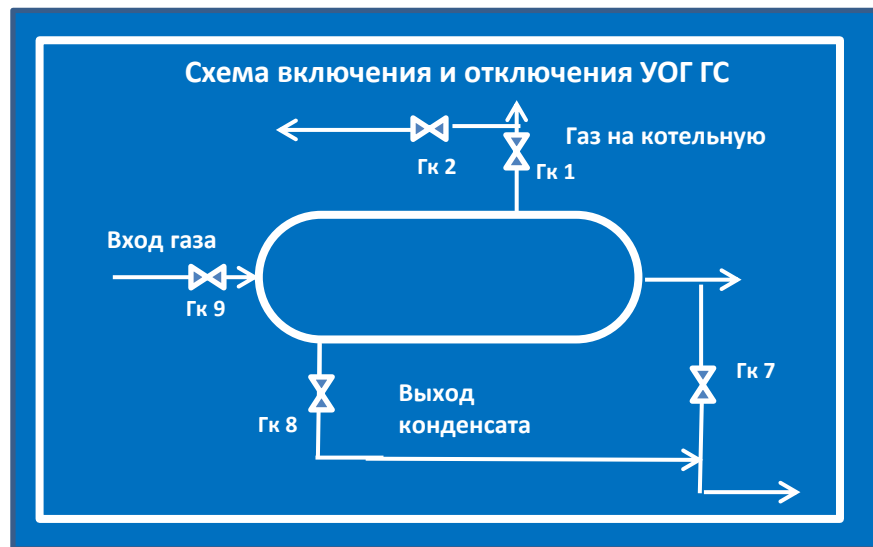 Схема включения и отключения УОГ ГС
Газ на котельную
Гк 2
Гк 1
Вход газа
Гк 9
Гк 7
Выход
конденсата
Гк 8